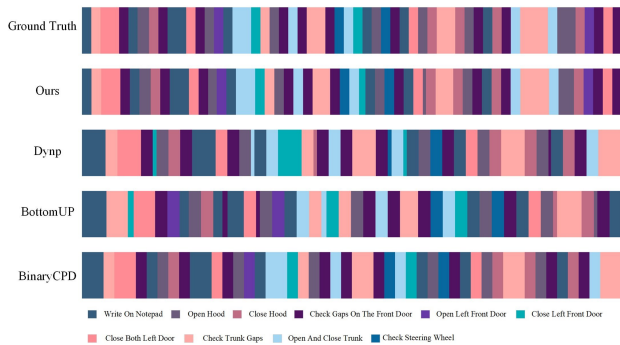 Ground Truth
Ours
Dynp
BottomUP
BinaryCPD
Write On Notepad Open Hood Close Hood Check Gaps On The Front Door Open Left Front Door Close Left Front Door
Close Both Left Door Check Trunk Gaps Open And Close Trunk Check Steering Wheel